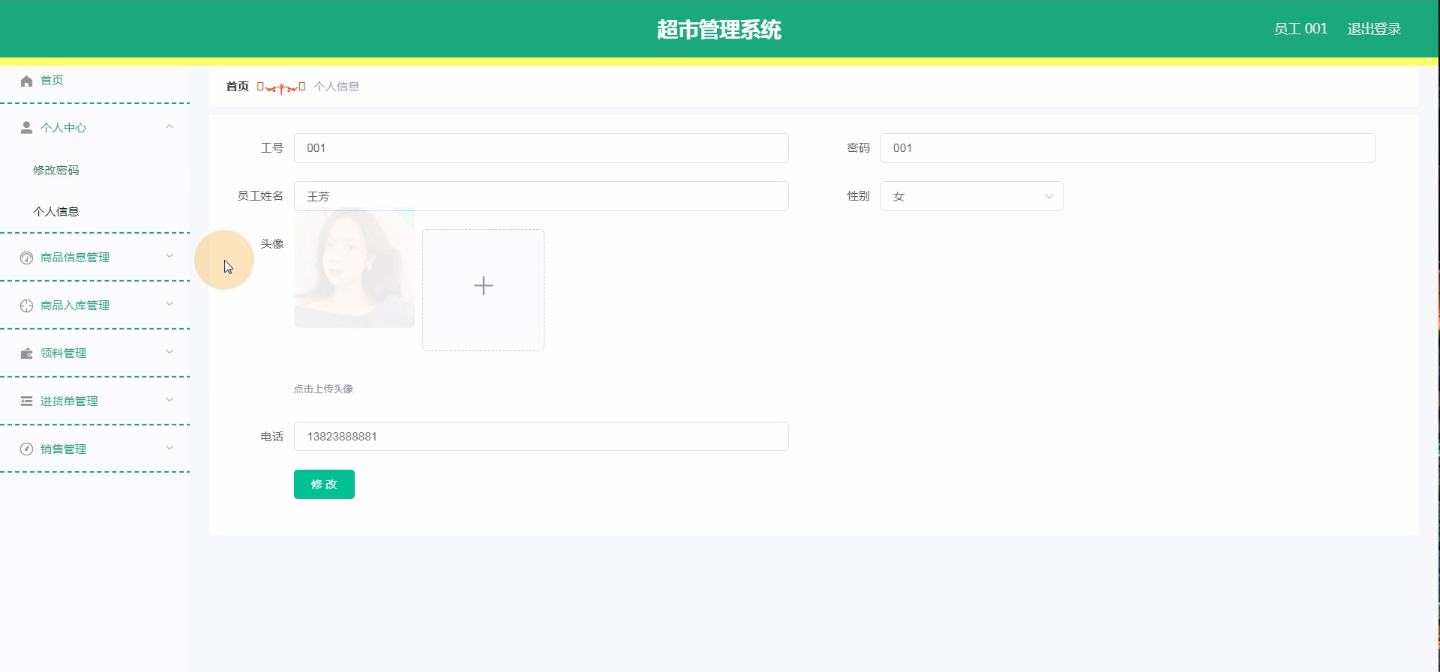 超市管理系统
员工 001 退出登录
首页
个人中心
修改密码
个人信息
商品信息管理
商品入库管理
领料管理
进货单管理
销售管理
首页 个人信息
工号 001 密码 001
员工姓名 王芳 性别 女
头像
点击上传头像
电话 13823888881
修 改